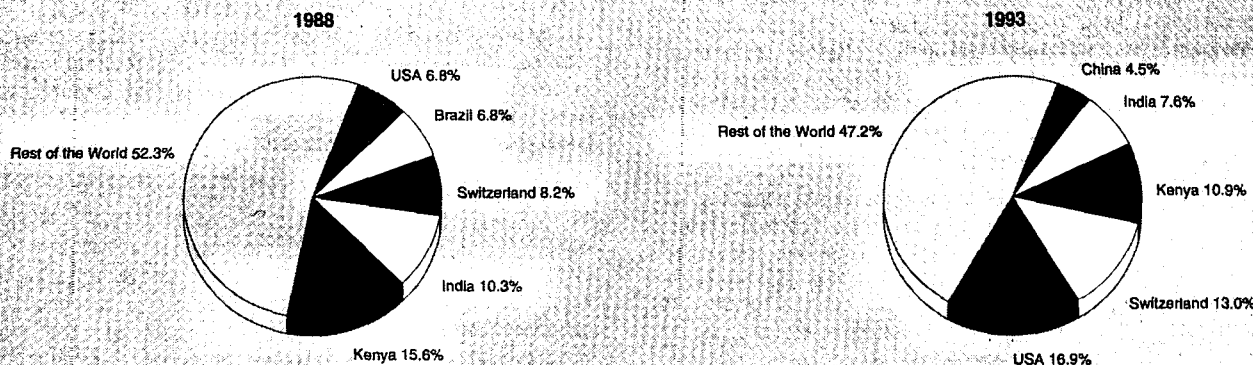 1988
USA 6.8%
Brazil 6.8%
Rest of the World 52.3%
Switzerland 8.2%
India 10.3%
Kenya 15.6%
1993
China 4.5%
India 7.6%
Rest of the World 47.2%
Kenya 10.9%
Switzerland 13.0%
USA 16.9%